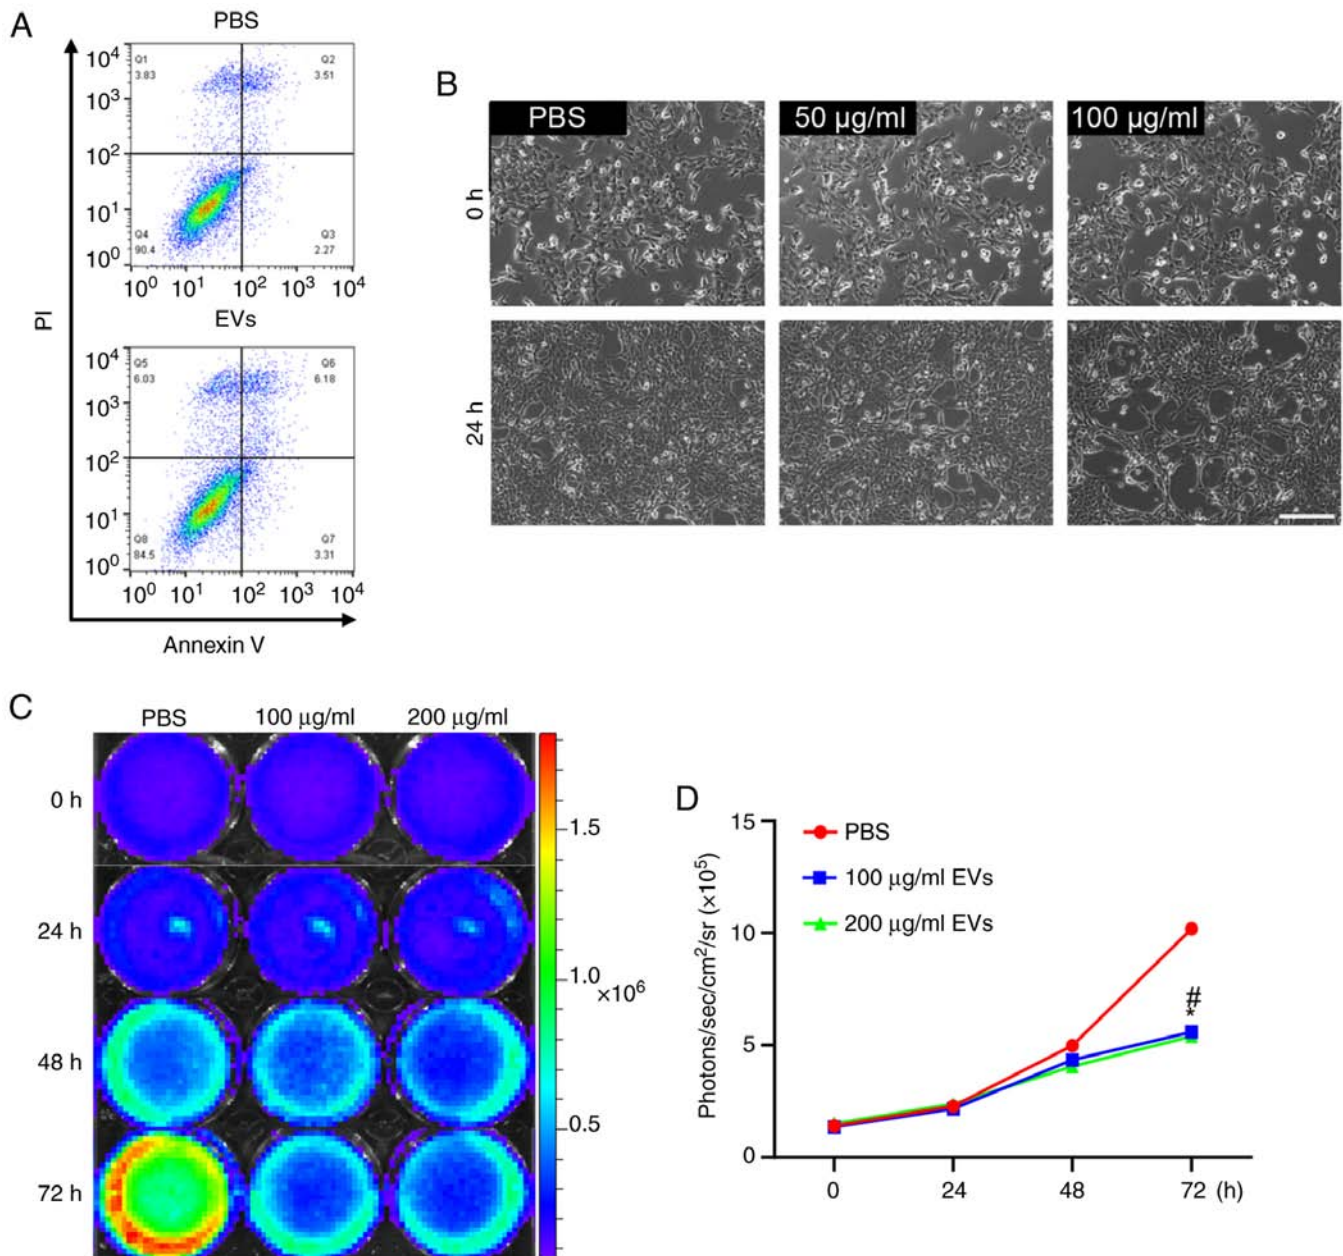 A
PBS
10⁴
10³
10²
10¹
10⁰
Q1
3.83
Q2
3.51
Q4
90.4
Q3
2.27
10⁰ 10¹ 10² 10³ 10⁴
EVs
10⁴
10³
10²
10¹
10⁰
Q5
6.03
Q6
6.18
Q8
84.5
Q7
3.31
10⁰ 10¹ 10² 10³ 10⁴
PI
Annexin V
B
PBS 50 µg/ml 100 µg/ml
0 h
24 h
C
PBS 100 µg/ml 200 µg/ml
0 h
24 h
48 h
72 h
1.5
1.0
×10⁶
0.5
D
Photons/sec/cm²/sr (×10⁵)
15
10
5
0
PBS
100 µg/ml EVs
200 µg/ml EVs
#
*
0 24 48 72 (h)